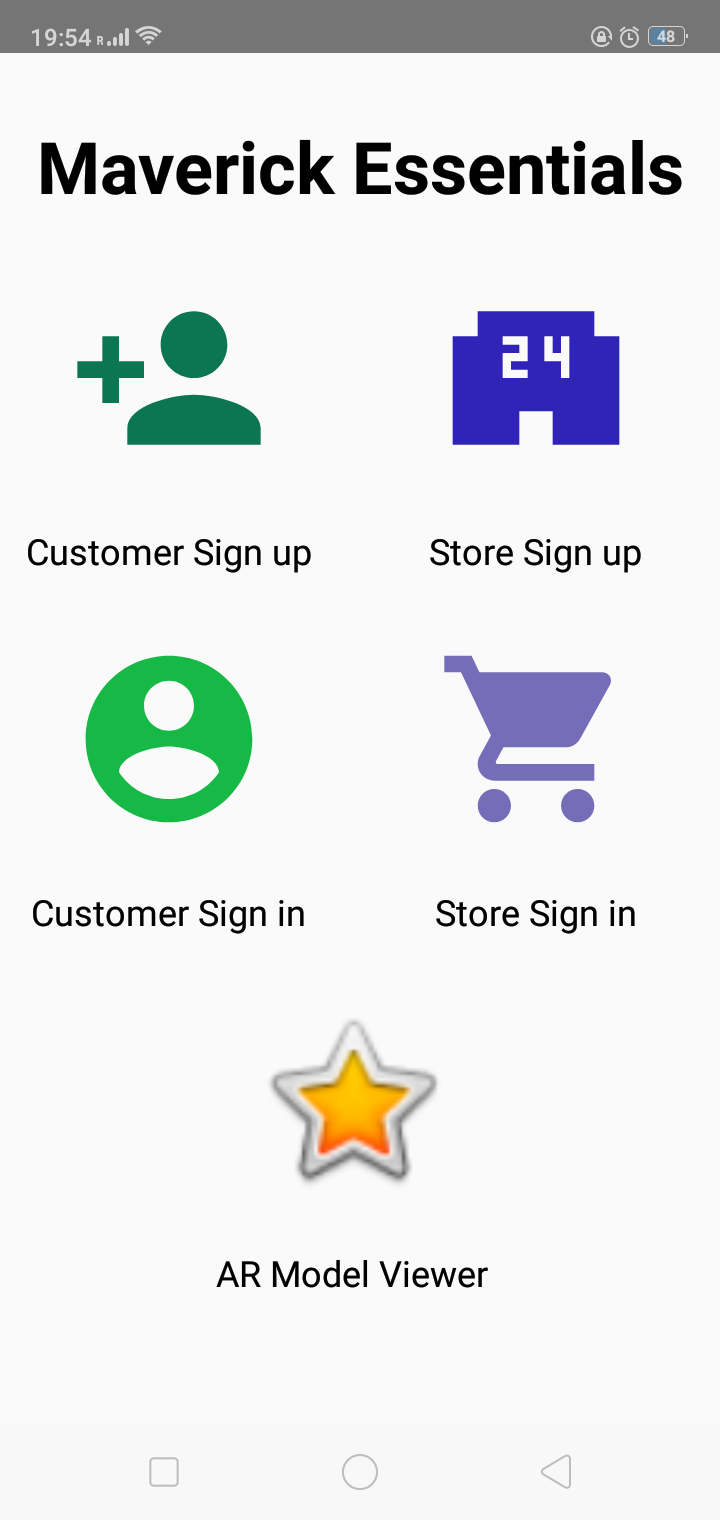 19:54 R 48
Maverick Essentials
24
Customer Sign up Store Sign up
Customer Sign in Store Sign in
AR Model Viewer